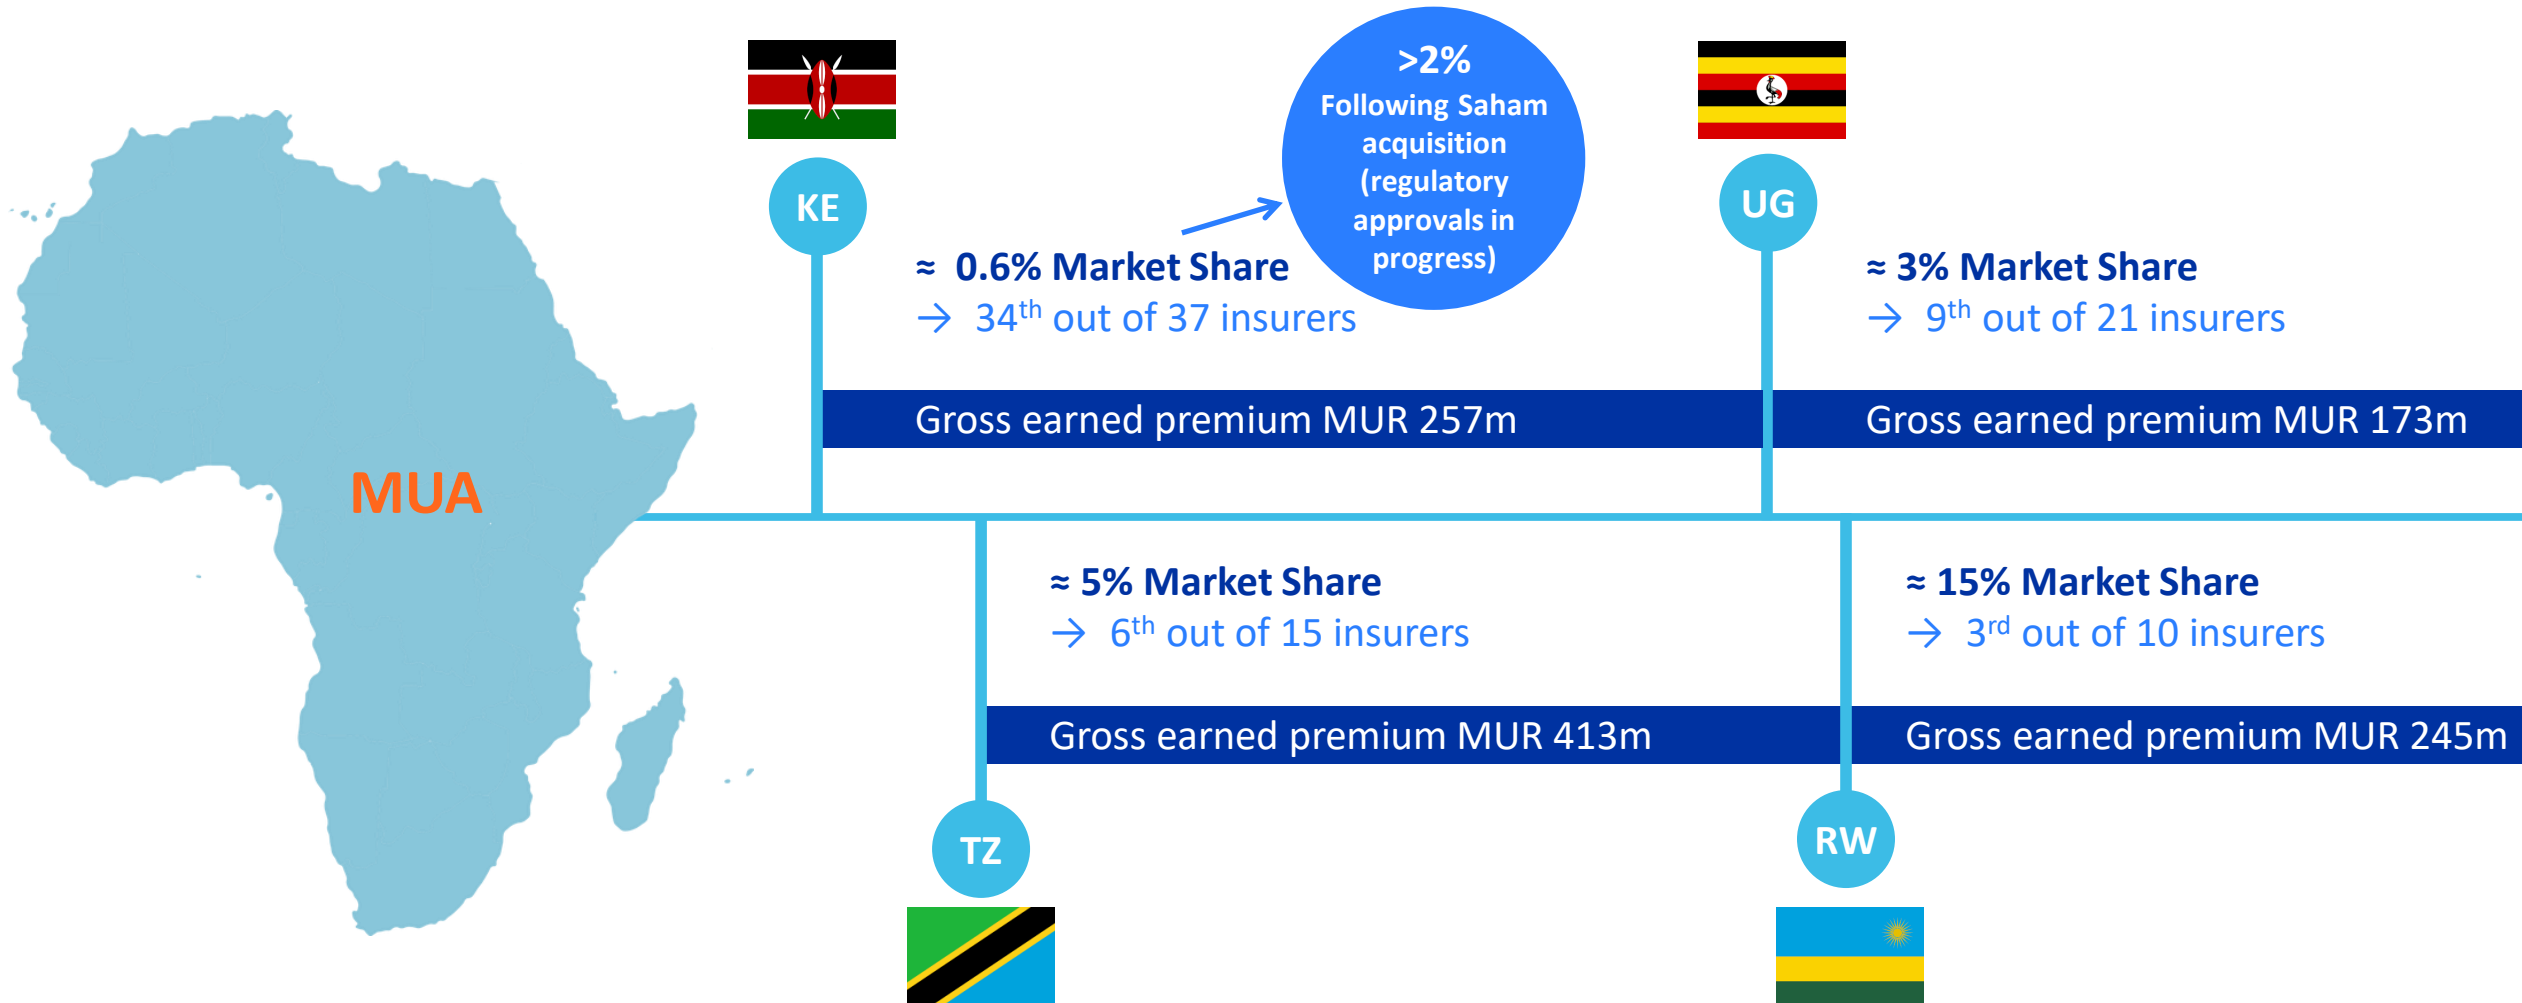 MUA
KE
≈ 0.6% Market Share
→ 34th out of 37 insurers
>2%
Following Saham
acquisition
(regulatory
approvals in
progress)
Gross earned premium MUR 257m
UG
≈ 3% Market Share
→ 9th out of 21 insurers
Gross earned premium MUR 173m
≈ 5% Market Share
→ 6th out of 15 insurers
Gross earned premium MUR 413m
TZ
≈ 15% Market Share
→ 3rd out of 10 insurers
Gross earned premium MUR 245m
RW